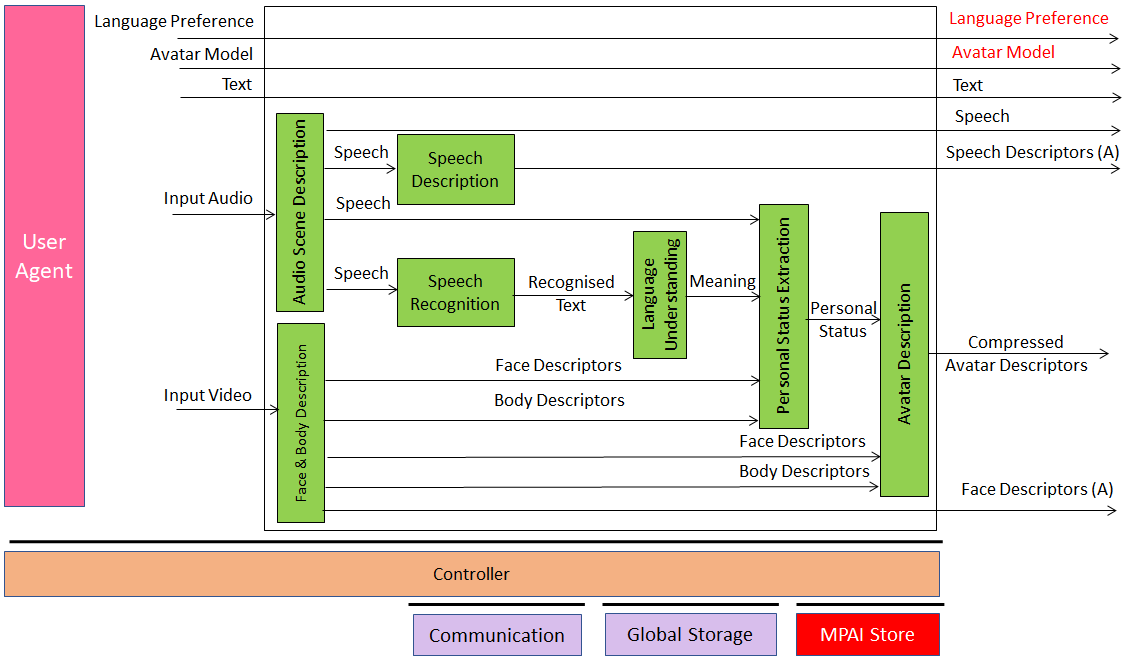 Language Preference
Language Preference
Avatar Model
Avatar Model
Text
Text
Speech
Speech
Speech
Description
Speech Descriptors (A)
Audio Scene Description
Input Audio
Speech
User
Agent
Speech
Speech
Recognition
Recognised
Text
Language
Understanding
Meaning
Personal Status Extraction
Personal
Status
Avatar Description
Compressed
Avatar Descriptors
Input Video
Face & Body Description
Face Descriptors
Body Descriptors
Face Descriptors
Body Descriptors
Face Descriptors (A)
Controller
Communication
Global Storage
MPAI Store